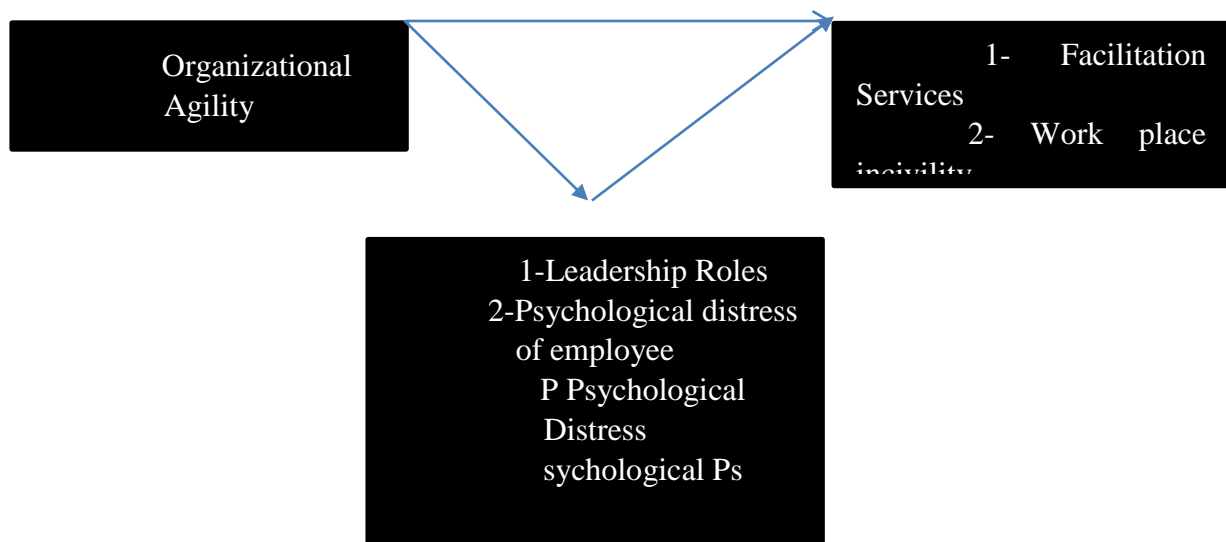 Organizational
Agility
1- Facilitation
Services
2- Work place
incivility
1-Leadership Roles
2-Psychological distress
of employee
P Psychological
Distress
sychological Ps